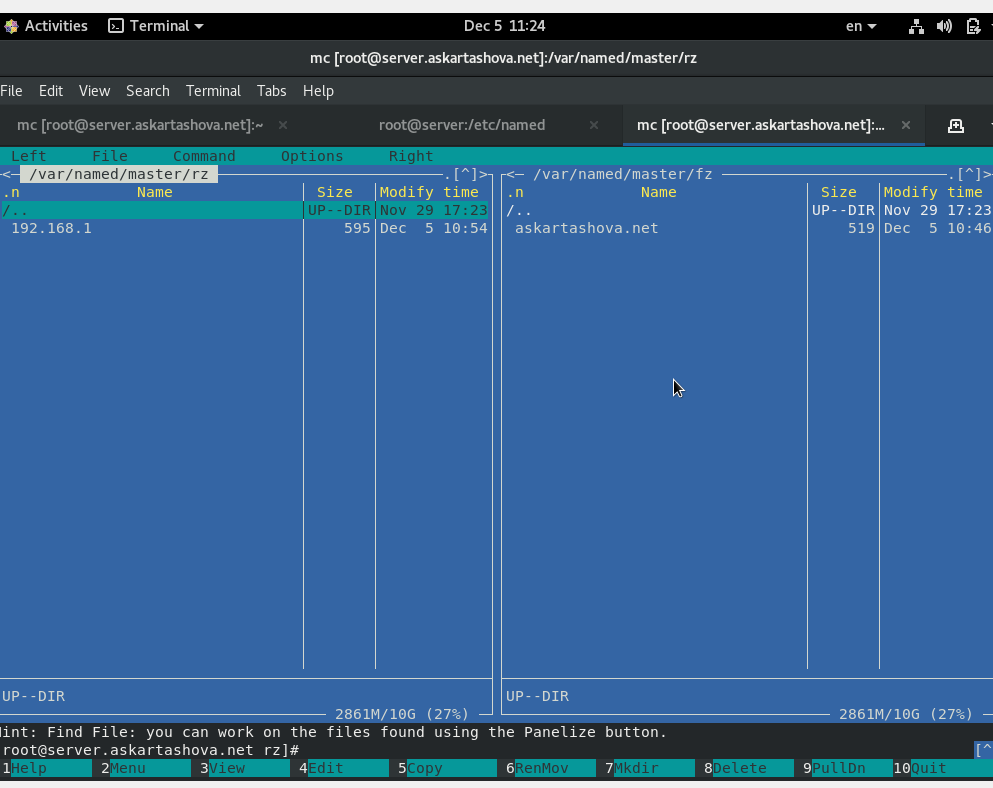 Activities Terminal Dec 5 11:24 en
mc [root@server.askartashova.net]:/var/named/master/rz
File Edit View Search Terminal Tabs Help
mc [root@server.askartashova.net]:~ × root@server:/etc/named × mc [root@server.askartashova.net]:... ×
Left File Command Options Right
<─ /var/named/master/rz ─.[^]> <─ /var/named/master/fz ─.[^]>
.n Name Size Modify time .n Name Size Modify time
/.. UP--DIR Nov 29 17:23 /.. UP--DIR Nov 29 17:23
192.168.1 595 Dec 5 10:54 askartashova.net 519 Dec 5 10:46
UP--DIR UP--DIR
2861M/10G (27%) 2861M/10G (27%)
Hint: Find File: you can work on the files found using the Panelize button.
root@server.askartashova.net rz]# [^
1Help 2Menu 3View 4Edit 5Copy 6RenMov 7Mkdir 8Delete 9PullDn 10Quit